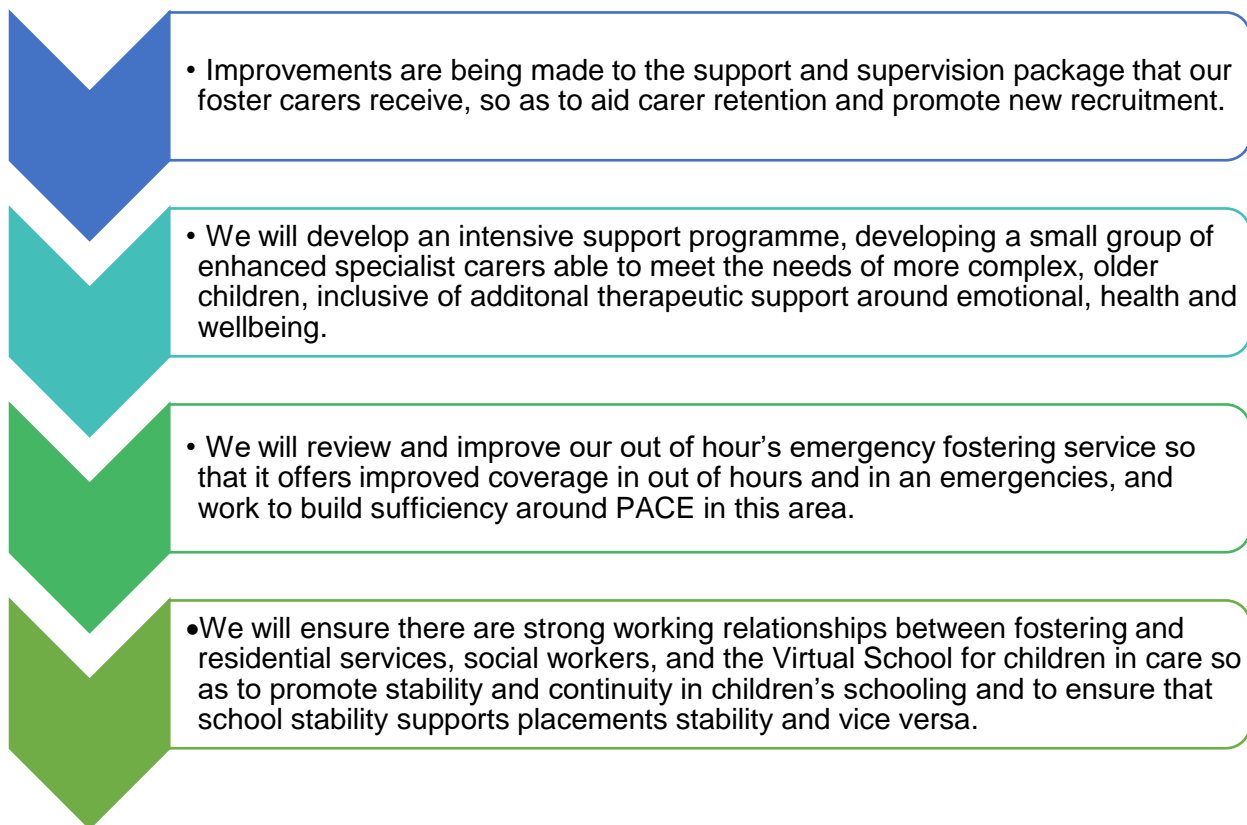 • Improvements are being made to the support and supervision package that our
foster carers receive, so as to aid carer retention and promote new recruitment.
• We will develop an intensive support programme, developing a small group of
enhanced specialist carers able to meet the needs of more complex, older
children, inclusive of additonal therapeutic support around emotional, health and
wellbeing.
• We will review and improve our out of hour’s emergency fostering service so
that it offers improved coverage in out of hours and in an emergencies, and
work to build sufficiency around PACE in this area.
•We will ensure there are strong working relationships between fostering and
residential services, social workers, and the Virtual School for children in care so
as to promote stability and continuity in children’s schooling and to ensure that
school stability supports placements stability and vice versa.